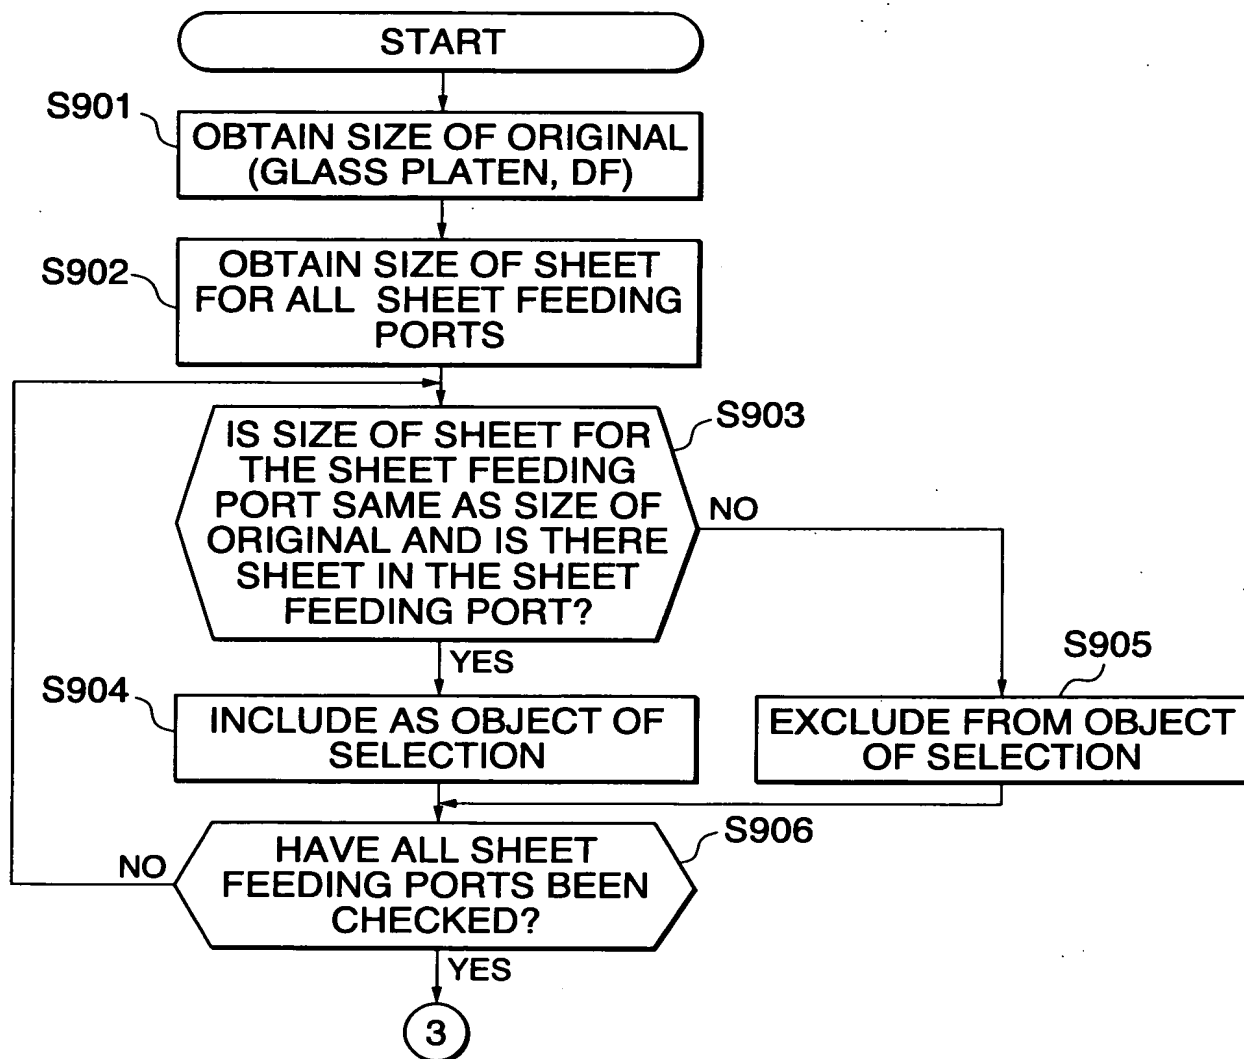 START
S901
OBTAIN SIZE OF ORIGINAL
(GLASS PLATEN, DF)
S902
OBTAIN SIZE OF SHEET
FOR ALL SHEET FEEDING
PORTS
S903
IS SIZE OF SHEET FOR
THE SHEET FEEDING
PORT SAME AS SIZE OF
ORIGINAL AND IS THERE
SHEET IN THE SHEET
FEEDING PORT?
NO
YES
S904
INCLUDE AS OBJECT OF
SELECTION
S905
EXCLUDE FROM OBJECT
OF SELECTION
S906
HAVE ALL SHEET
FEEDING PORTS BEEN
CHECKED?
NO
YES
3